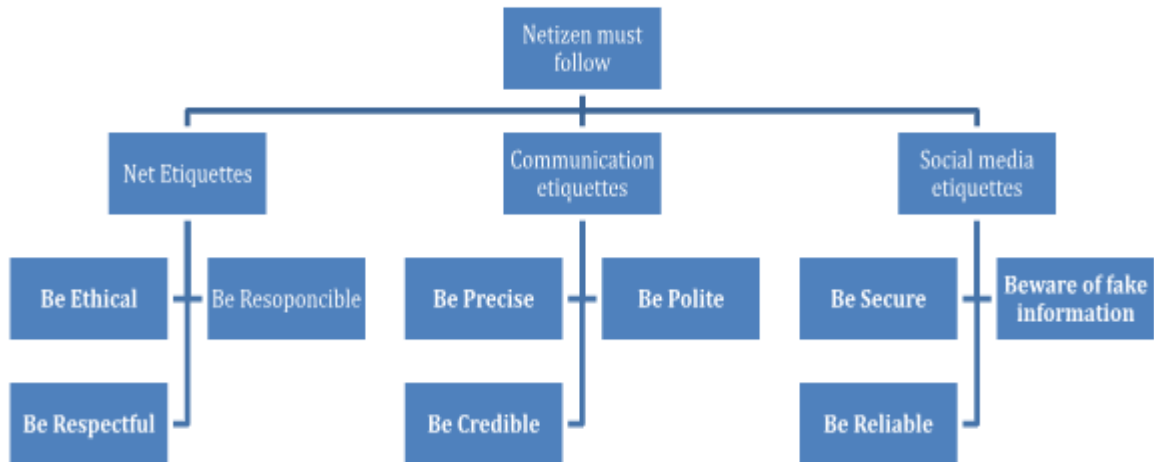 Netizen must
follow
Net Etiquettes
Communication
etiquettes
Social media
etiquettes
Be Ethical
Be Resoponcible
Be Precise
Be Polite
Be Secure
Beware of fake
information
Be Respectful
Be Credible
Be Reliable